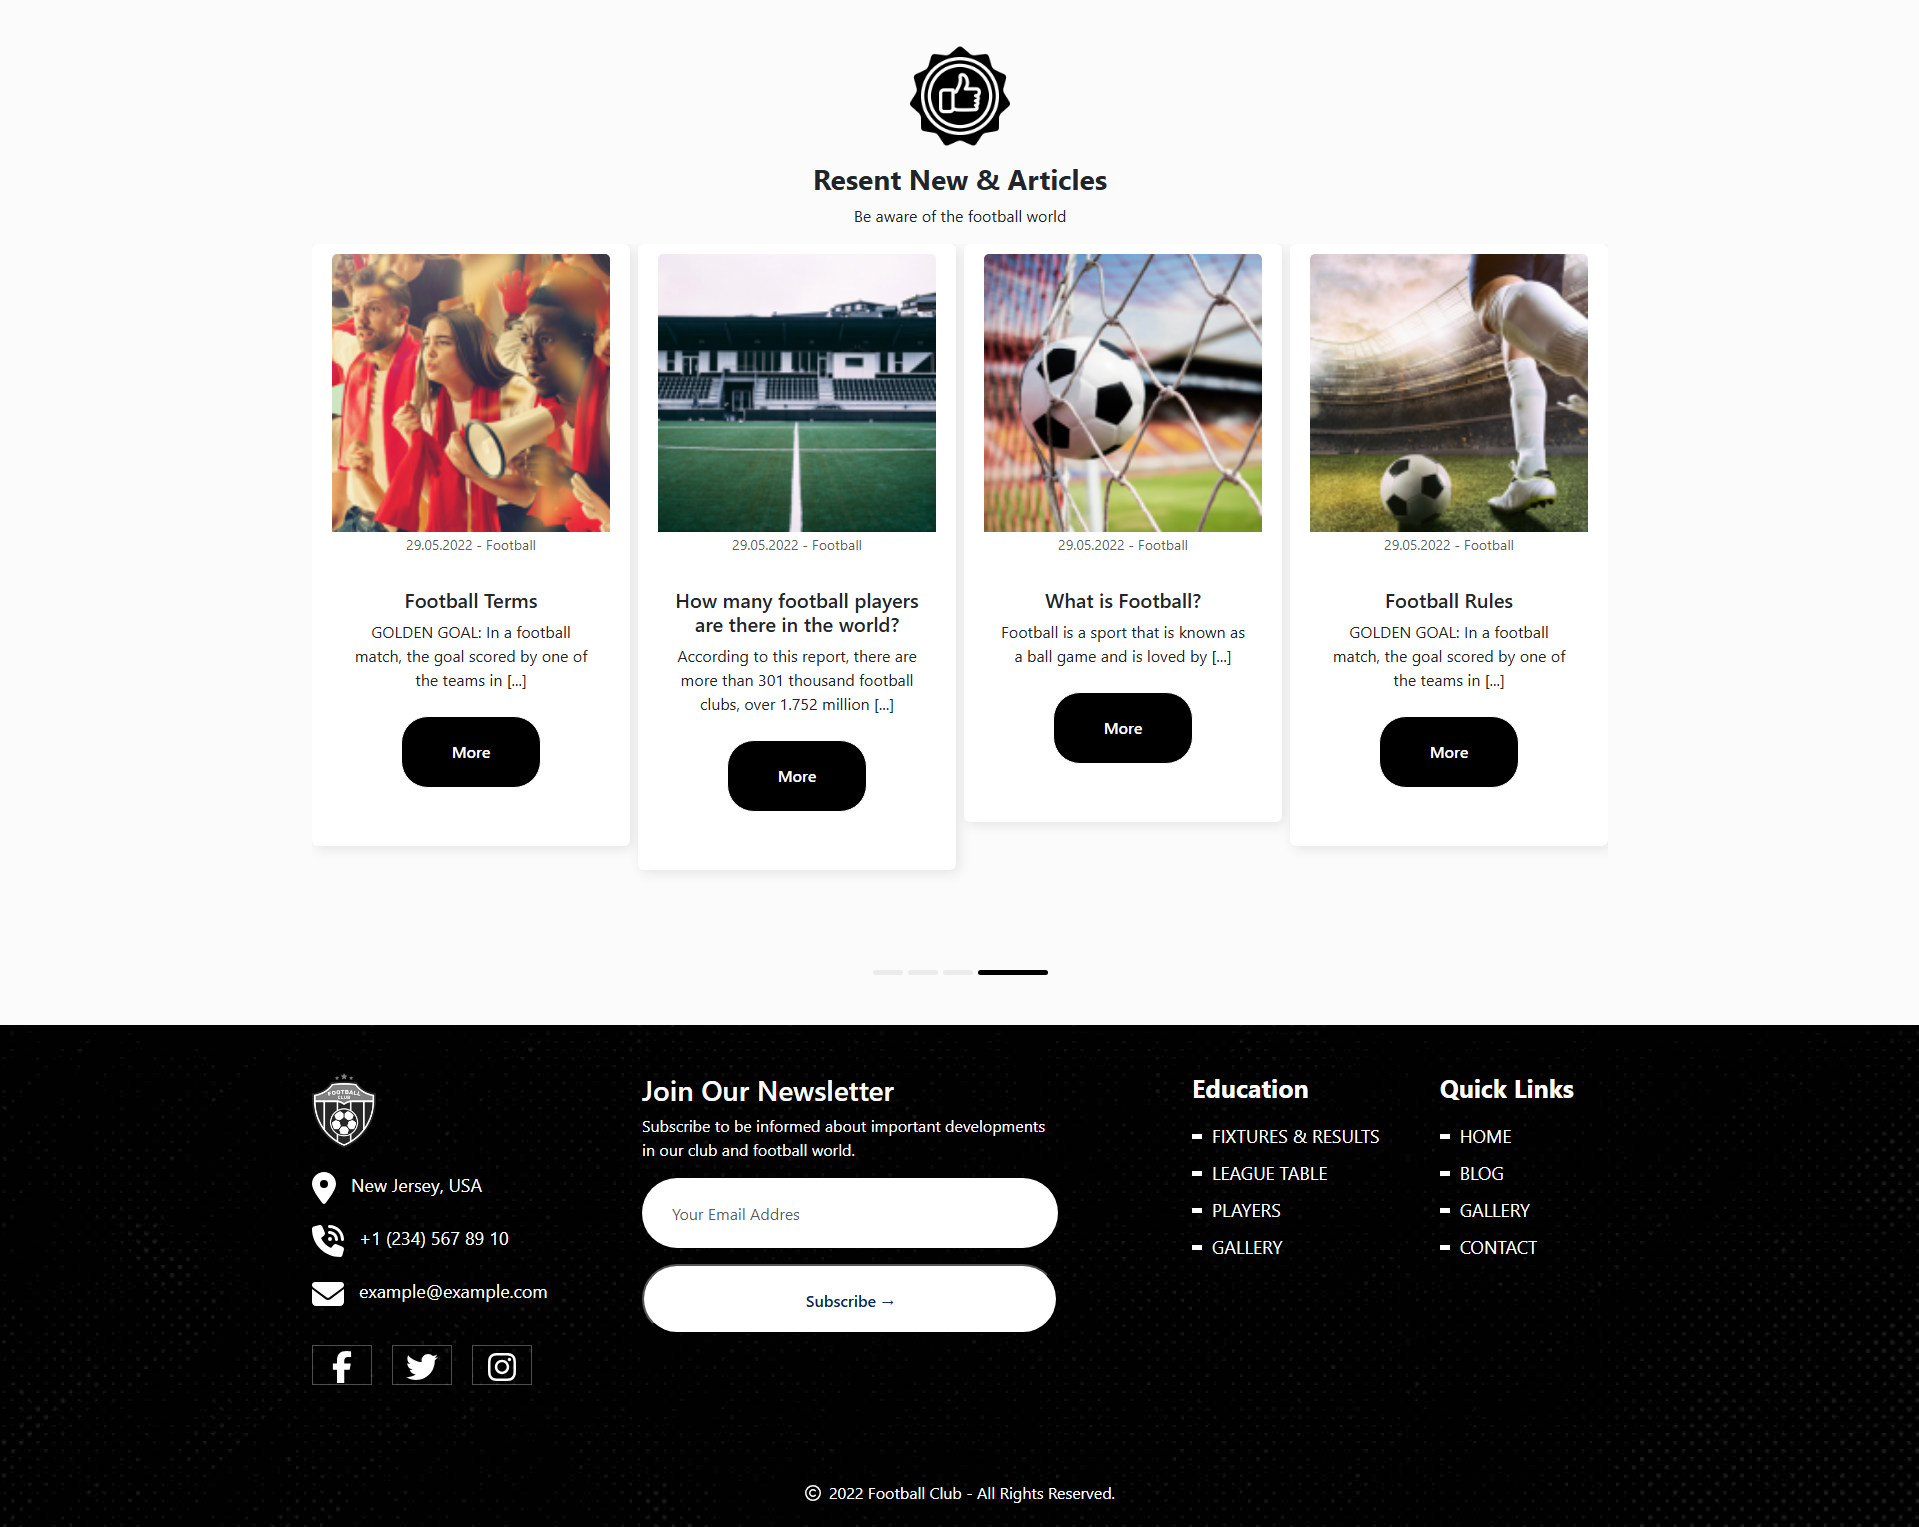 Resent New & Articles
Be aware of the football world
29.05.2022 - Football
Football Terms
GOLDEN GOAL: In a football
match, the goal scored by one of
the teams in [...]
More
29.05.2022 - Football
How many football players
are there in the world?
According to this report, there are
more than 301 thousand football
clubs, over 1.752 million [...]
More
29.05.2022 - Football
What is Football?
Football is a sport that is known as
a ball game and is loved by [...]
More
29.05.2022 - Football
Football Rules
GOLDEN GOAL: In a football
match, the goal scored by one of
the teams in [...]
More
FOOTBALL
CLUB
New Jersey, USA
+1 (234) 567 89 10
example@example.com
Join Our Newsletter
Subscribe to be informed about important developments
in our club and football world.
Your Email Addres
Subscribe →
Education
FIXTURES & RESULTS
LEAGUE TABLE
PLAYERS
GALLERY
Quick Links
HOME
BLOG
GALLERY
CONTACT
© 2022 Football Club - All Rights Reserved.